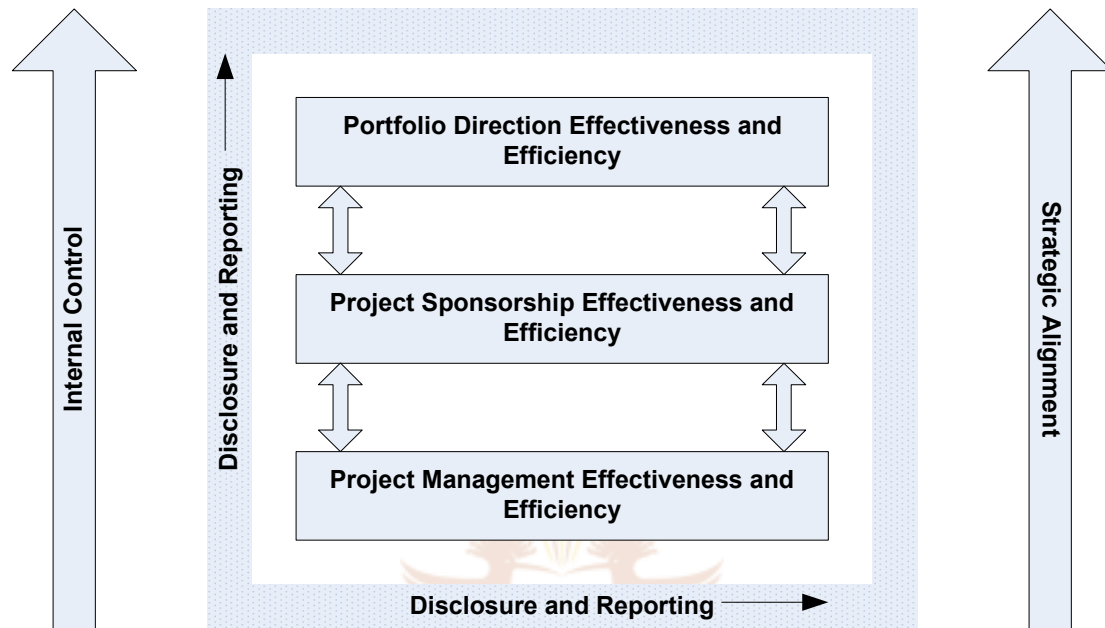 Internal Control
Disclosure and Reporting
Portfolio Direction Effectiveness and
Efficiency
Project Sponsorship Effectiveness and
Efficiency
Project Management Effectiveness and
Efficiency
Disclosure and Reporting
Strategic Alignment